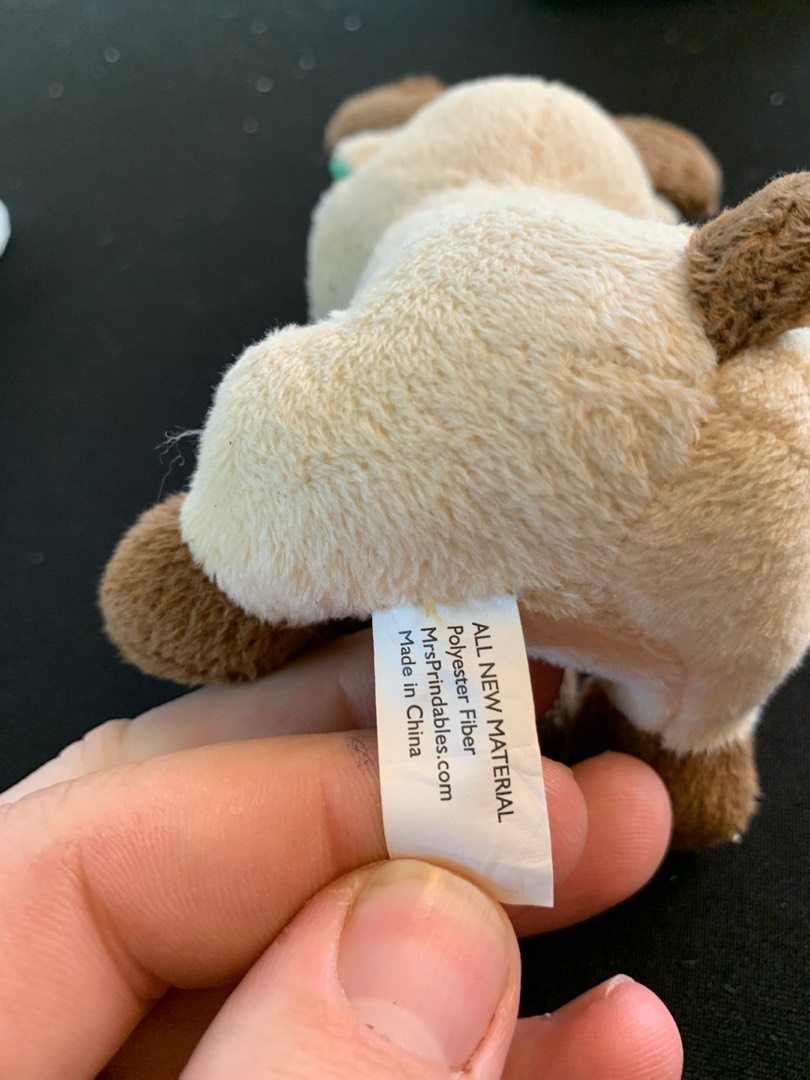 ALL NEW MATERIAL
Polyester Fiber
MrsPrindables.com
Made in China